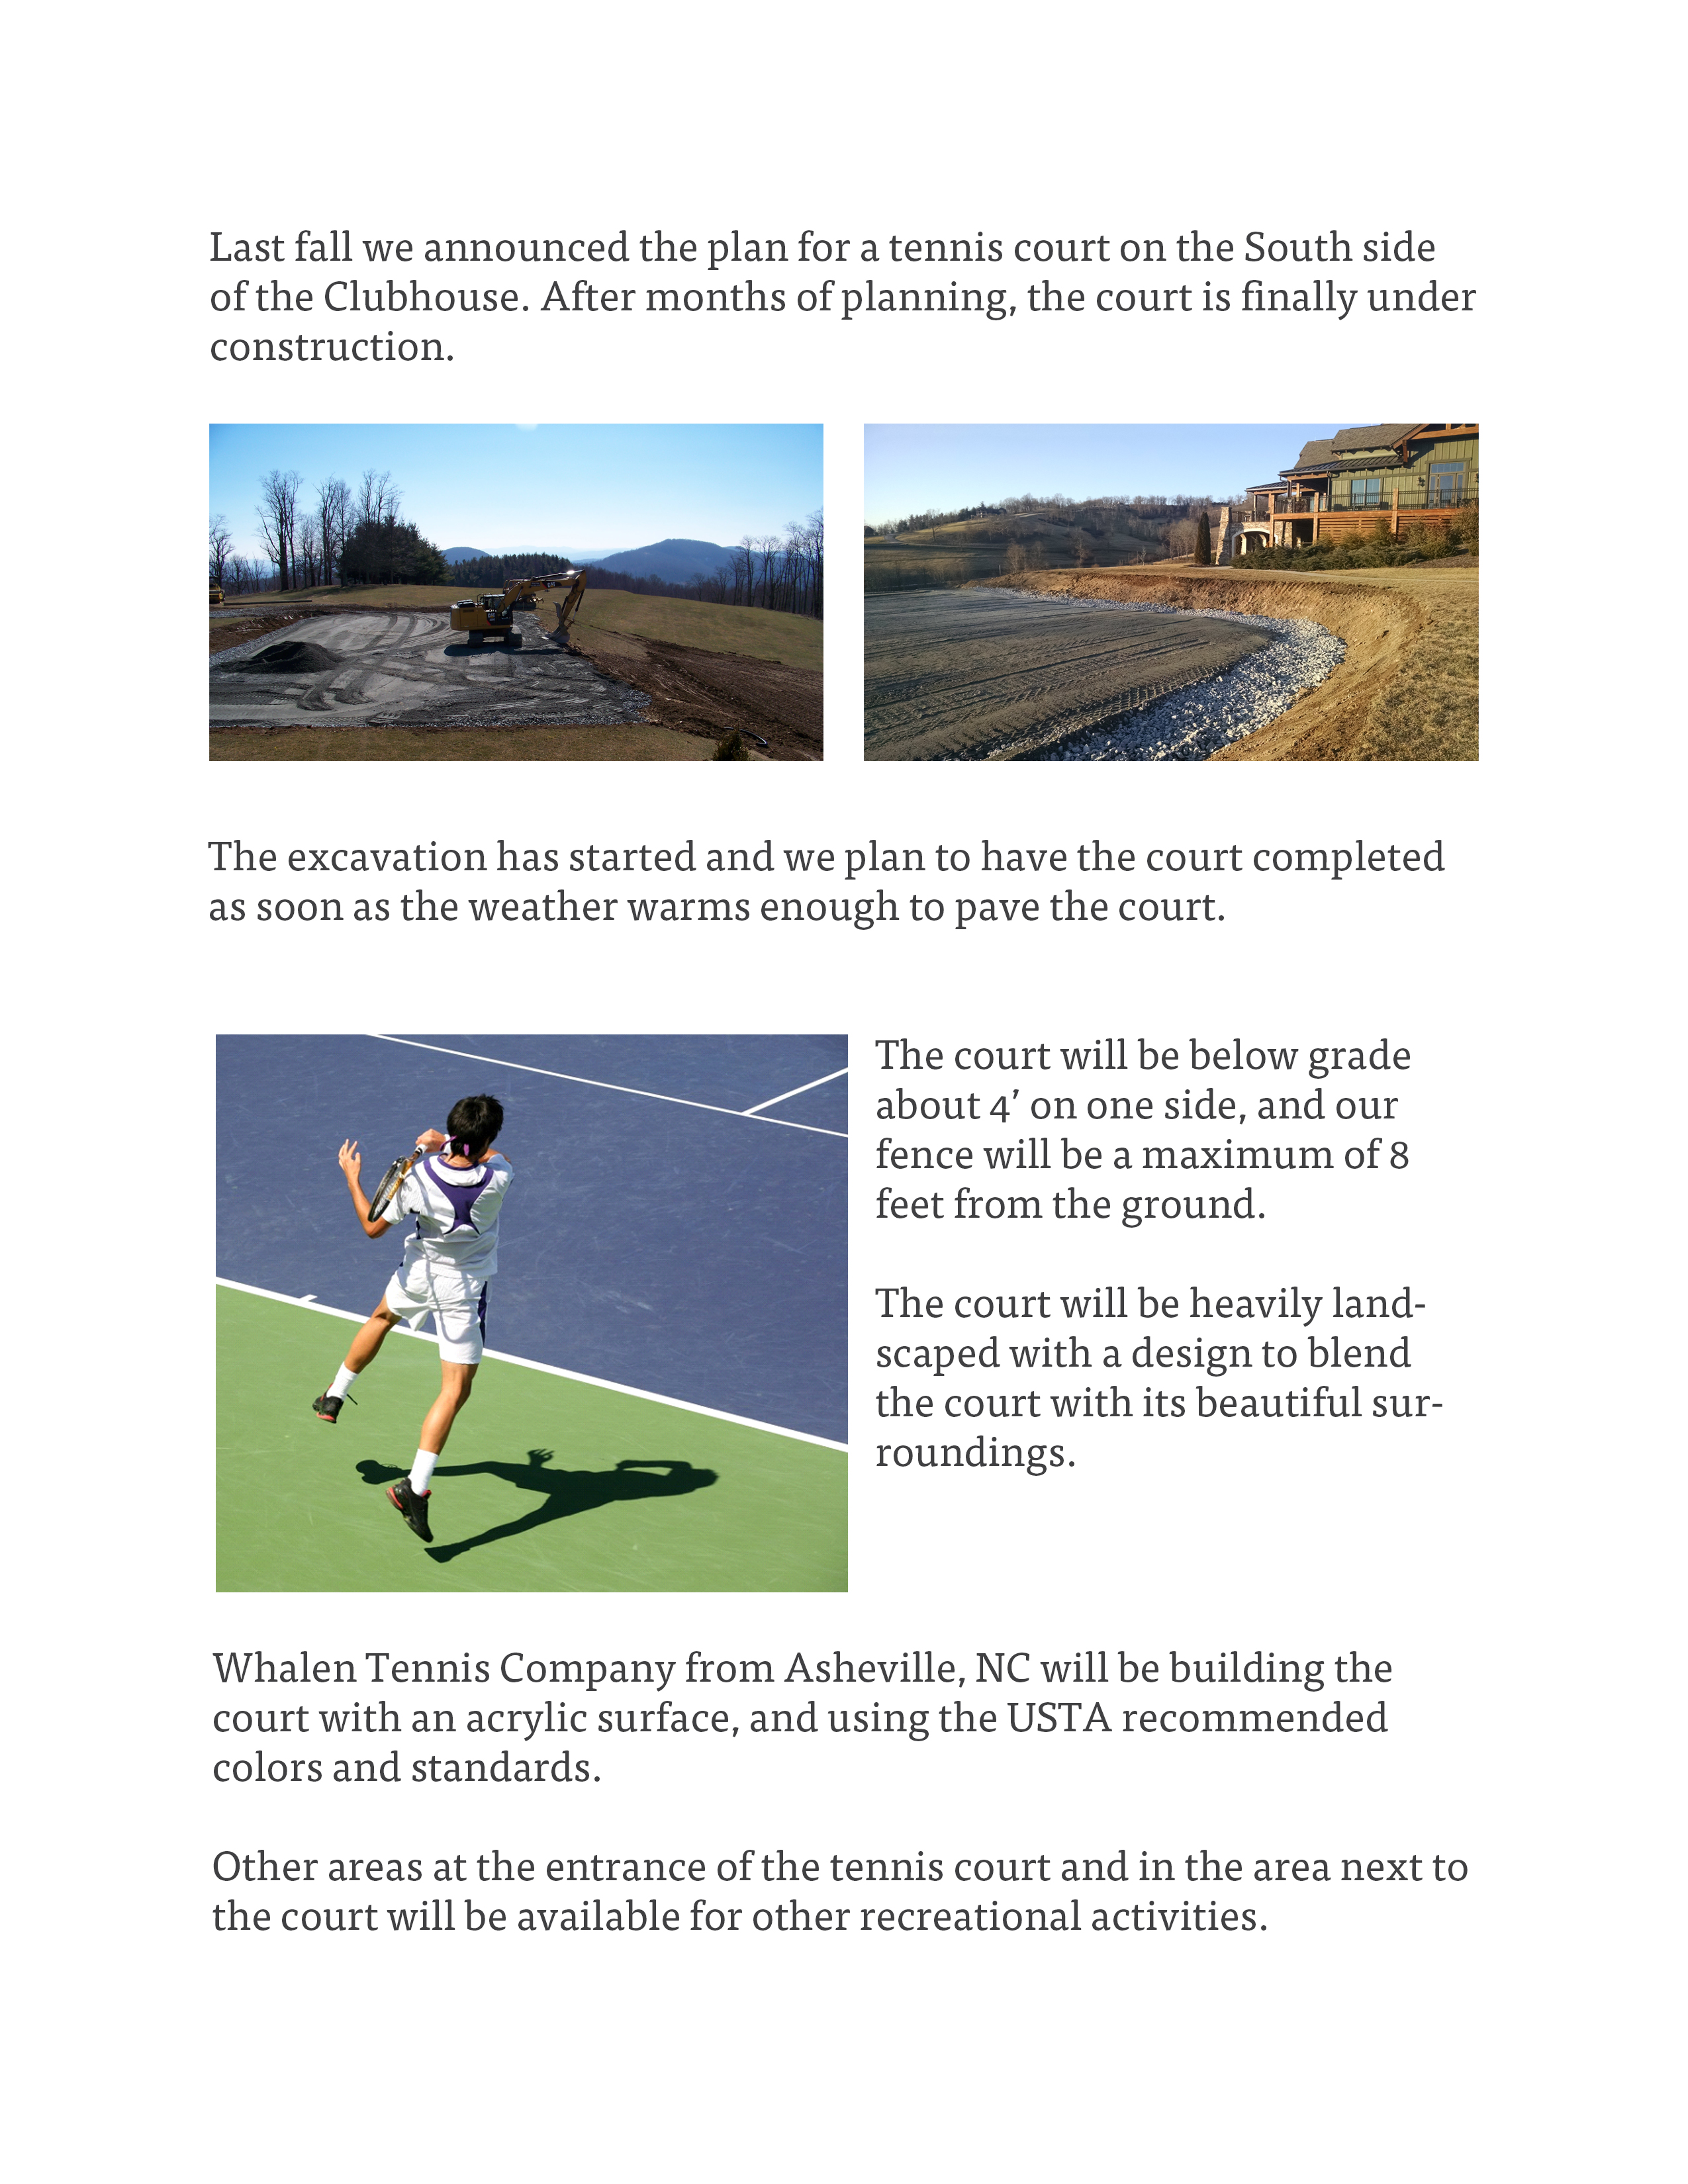 Last fall we announced the plan for a tennis court on the South side
of the Clubhouse. After months of planning, the court is finally under
construction.
The excavation has started and we plan to have the court completed
as soon as the weather warms enough to pave the court.
The court will be below grade
about 4’ on one side, and our
fence will be a maximum of 8
feet from the ground.
The court will be heavily land-
scaped with a design to blend
the court with its beautiful sur-
roundings.
Whalen Tennis Company from Asheville, NC will be building the
court with an acrylic surface, and using the USTA recommended
colors and standards.
Other areas at the entrance of the tennis court and in the area next to
the court will be available for other recreational activities.